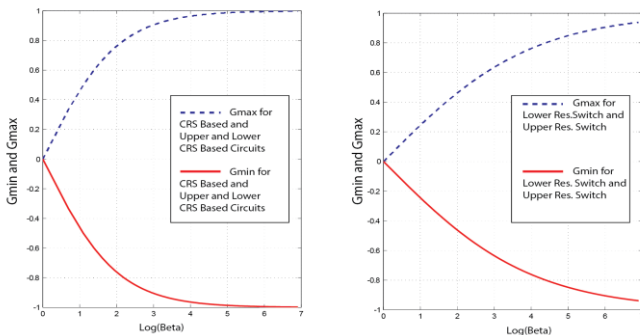 1
0.8
0.6
0.4
0.2
0
-0.2
-0.4
-0.6
-0.8
-1
Gmin and Gmax
Gmax for
CRS Based and
Upper and Lower
CRS Based Circuits
Gmin for
CRS Based and
Upper and Lower
CRS Based Circuits
0 1 2 3 4 5 6 7
Log(Beta)
1
0.8
0.6
0.4
0.2
0
-0.2
-0.4
-0.6
-0.8
-1
Gmin and Gmax
Gmax for
Lower Res.Switch and
Upper Res. Switch
Gmin for
Lower Res. Switch and
Upper Res. Switch
0 1 2 3 4 5 6
Log(Beta)